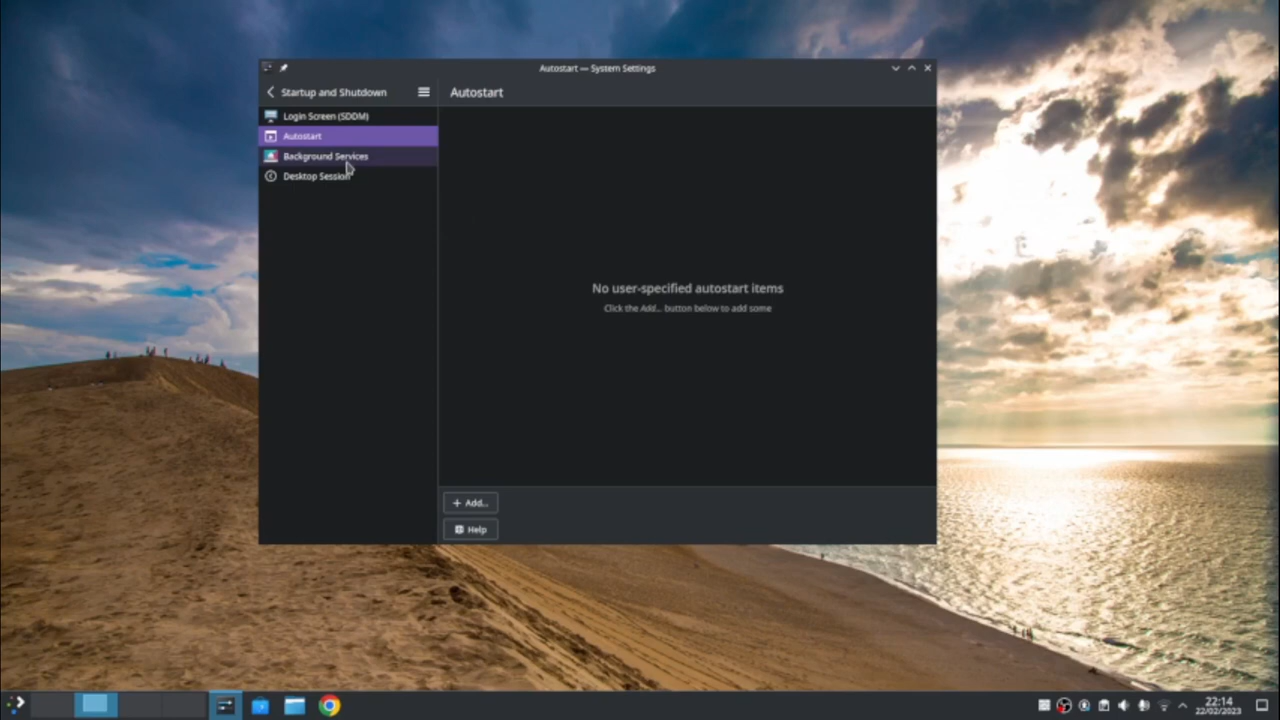 Autostart — System Settings
Startup and Shutdown
Autostart
Login Screen (SDDM)
Autostart
Background Services
Desktop Session
No user-specified autostart items
Click the Add... button below to add some
+ Add...
Help
22:14
22/02/2023